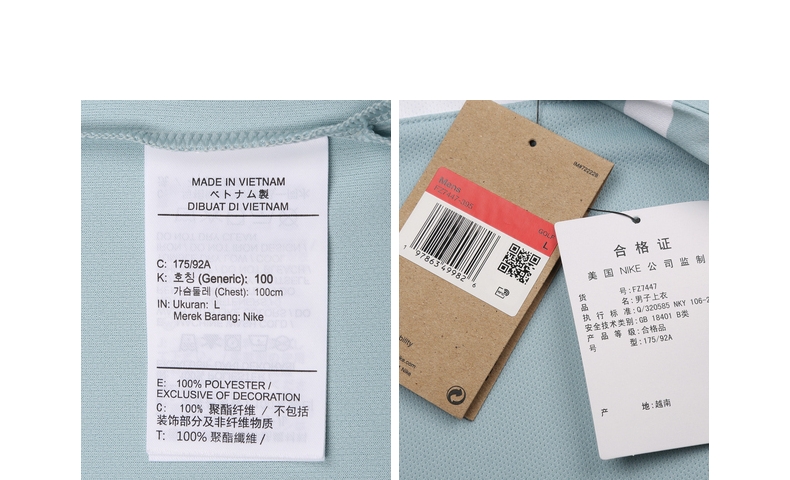 MADE IN VIETNAM
ベトナム製
DIBUAT DI VIETNAM
C: 175/92A
K: 호칭 (Generic): 100
가슴둘레 (Chest): 100cm
IN: Ukuran: L
Merek Barang: Nike
E: 100% POLYESTER /
EXCLUSIVE OF DECORATION
C: 100% 聚酯纤维 / 不包括
装饰部分及非纤维物质
T: 100% 聚酯纖維 /
Mens
FZ7447-395
GOLF
L
合格证
美国 NIKE 公司监制
货 号:FZ7447
品 名:男子上衣
执行标准:Q/320585 NKY 106-2
安全技术类别:GB 18401 B类
产品等级:合格品
号 型:175/92A
产 地:越南